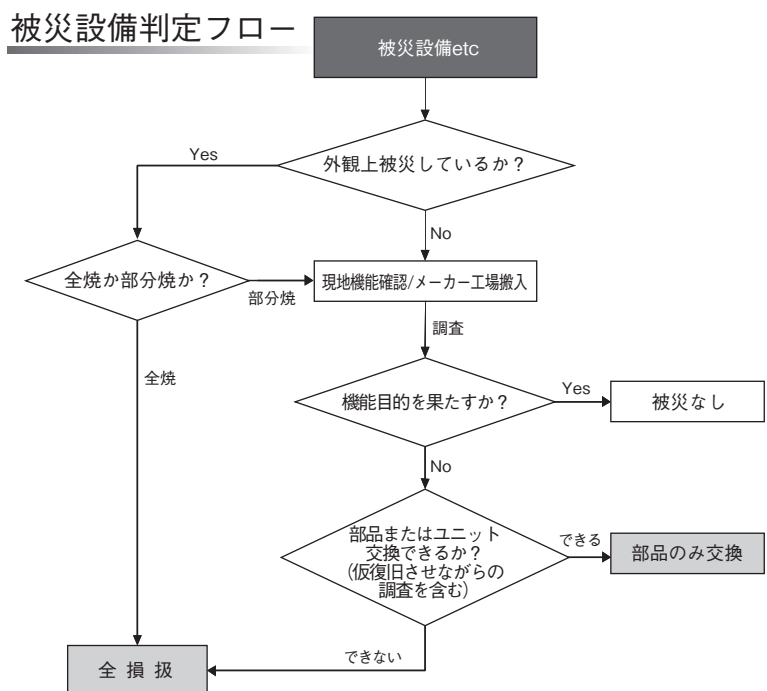 被災設備判定フロー
被災設備etc
外観上被災しているか？
Yes
No
全焼か部分焼か？
部分焼
現地機能確認/メーカー工場搬入
調査
全焼
機能目的を果たすか？
Yes
被災なし
No
部品またはユニット
交換できるか？
(仮復旧させながらの
調査を含む)
できる
部品のみ交換
できない
全 損 扱